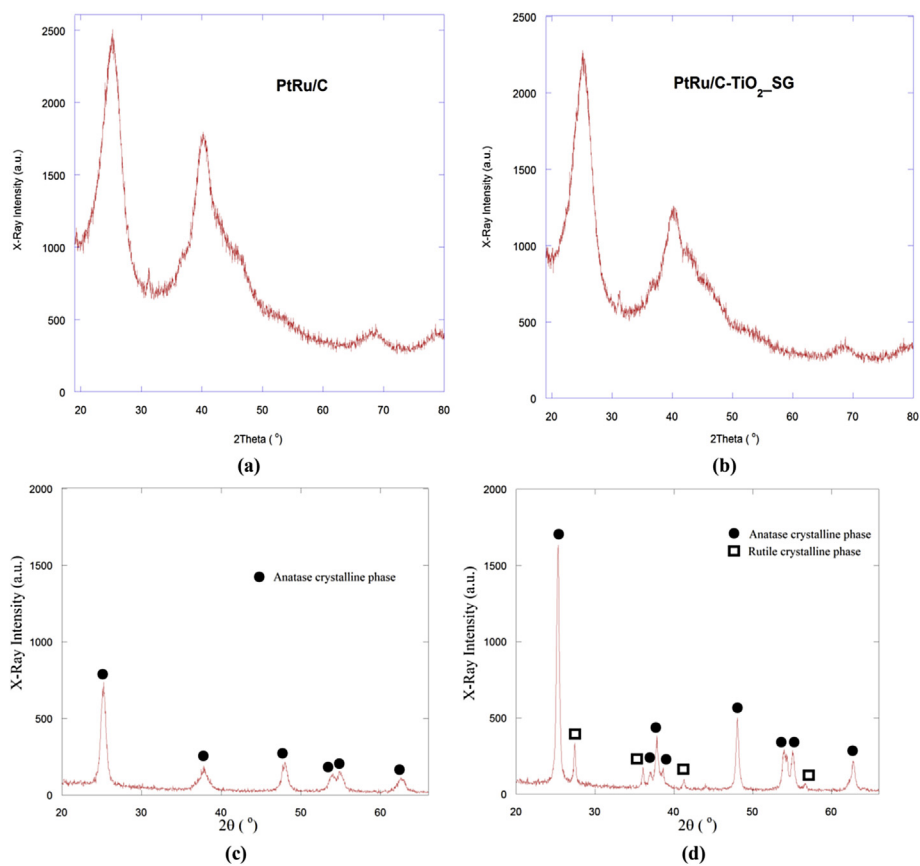 2500
2000
1500
1000
500
0
X-Ray Intensity (a.u.)
PtRu/C
20 30 40 50 60 70 80
2Theta (°)
(a)
2500
2000
1500
1000
500
0
X-Ray Intensity (a.u.)
PtRu/C-TiO₂_SG
20 30 40 50 60 70 80
2Theta (°)
(b)
2000
1500
1000
500
0
X-Ray Intensity (a.u.)
Anatase crystalline phase
20 30 40 50 60
2θ (°)
(c)
2000
1500
1000
500
0
X-Ray Intensity (a.u.)
Anatase crystalline phase
Rutile crystalline phase
20 30 40 50 60
2θ (°)
(d)